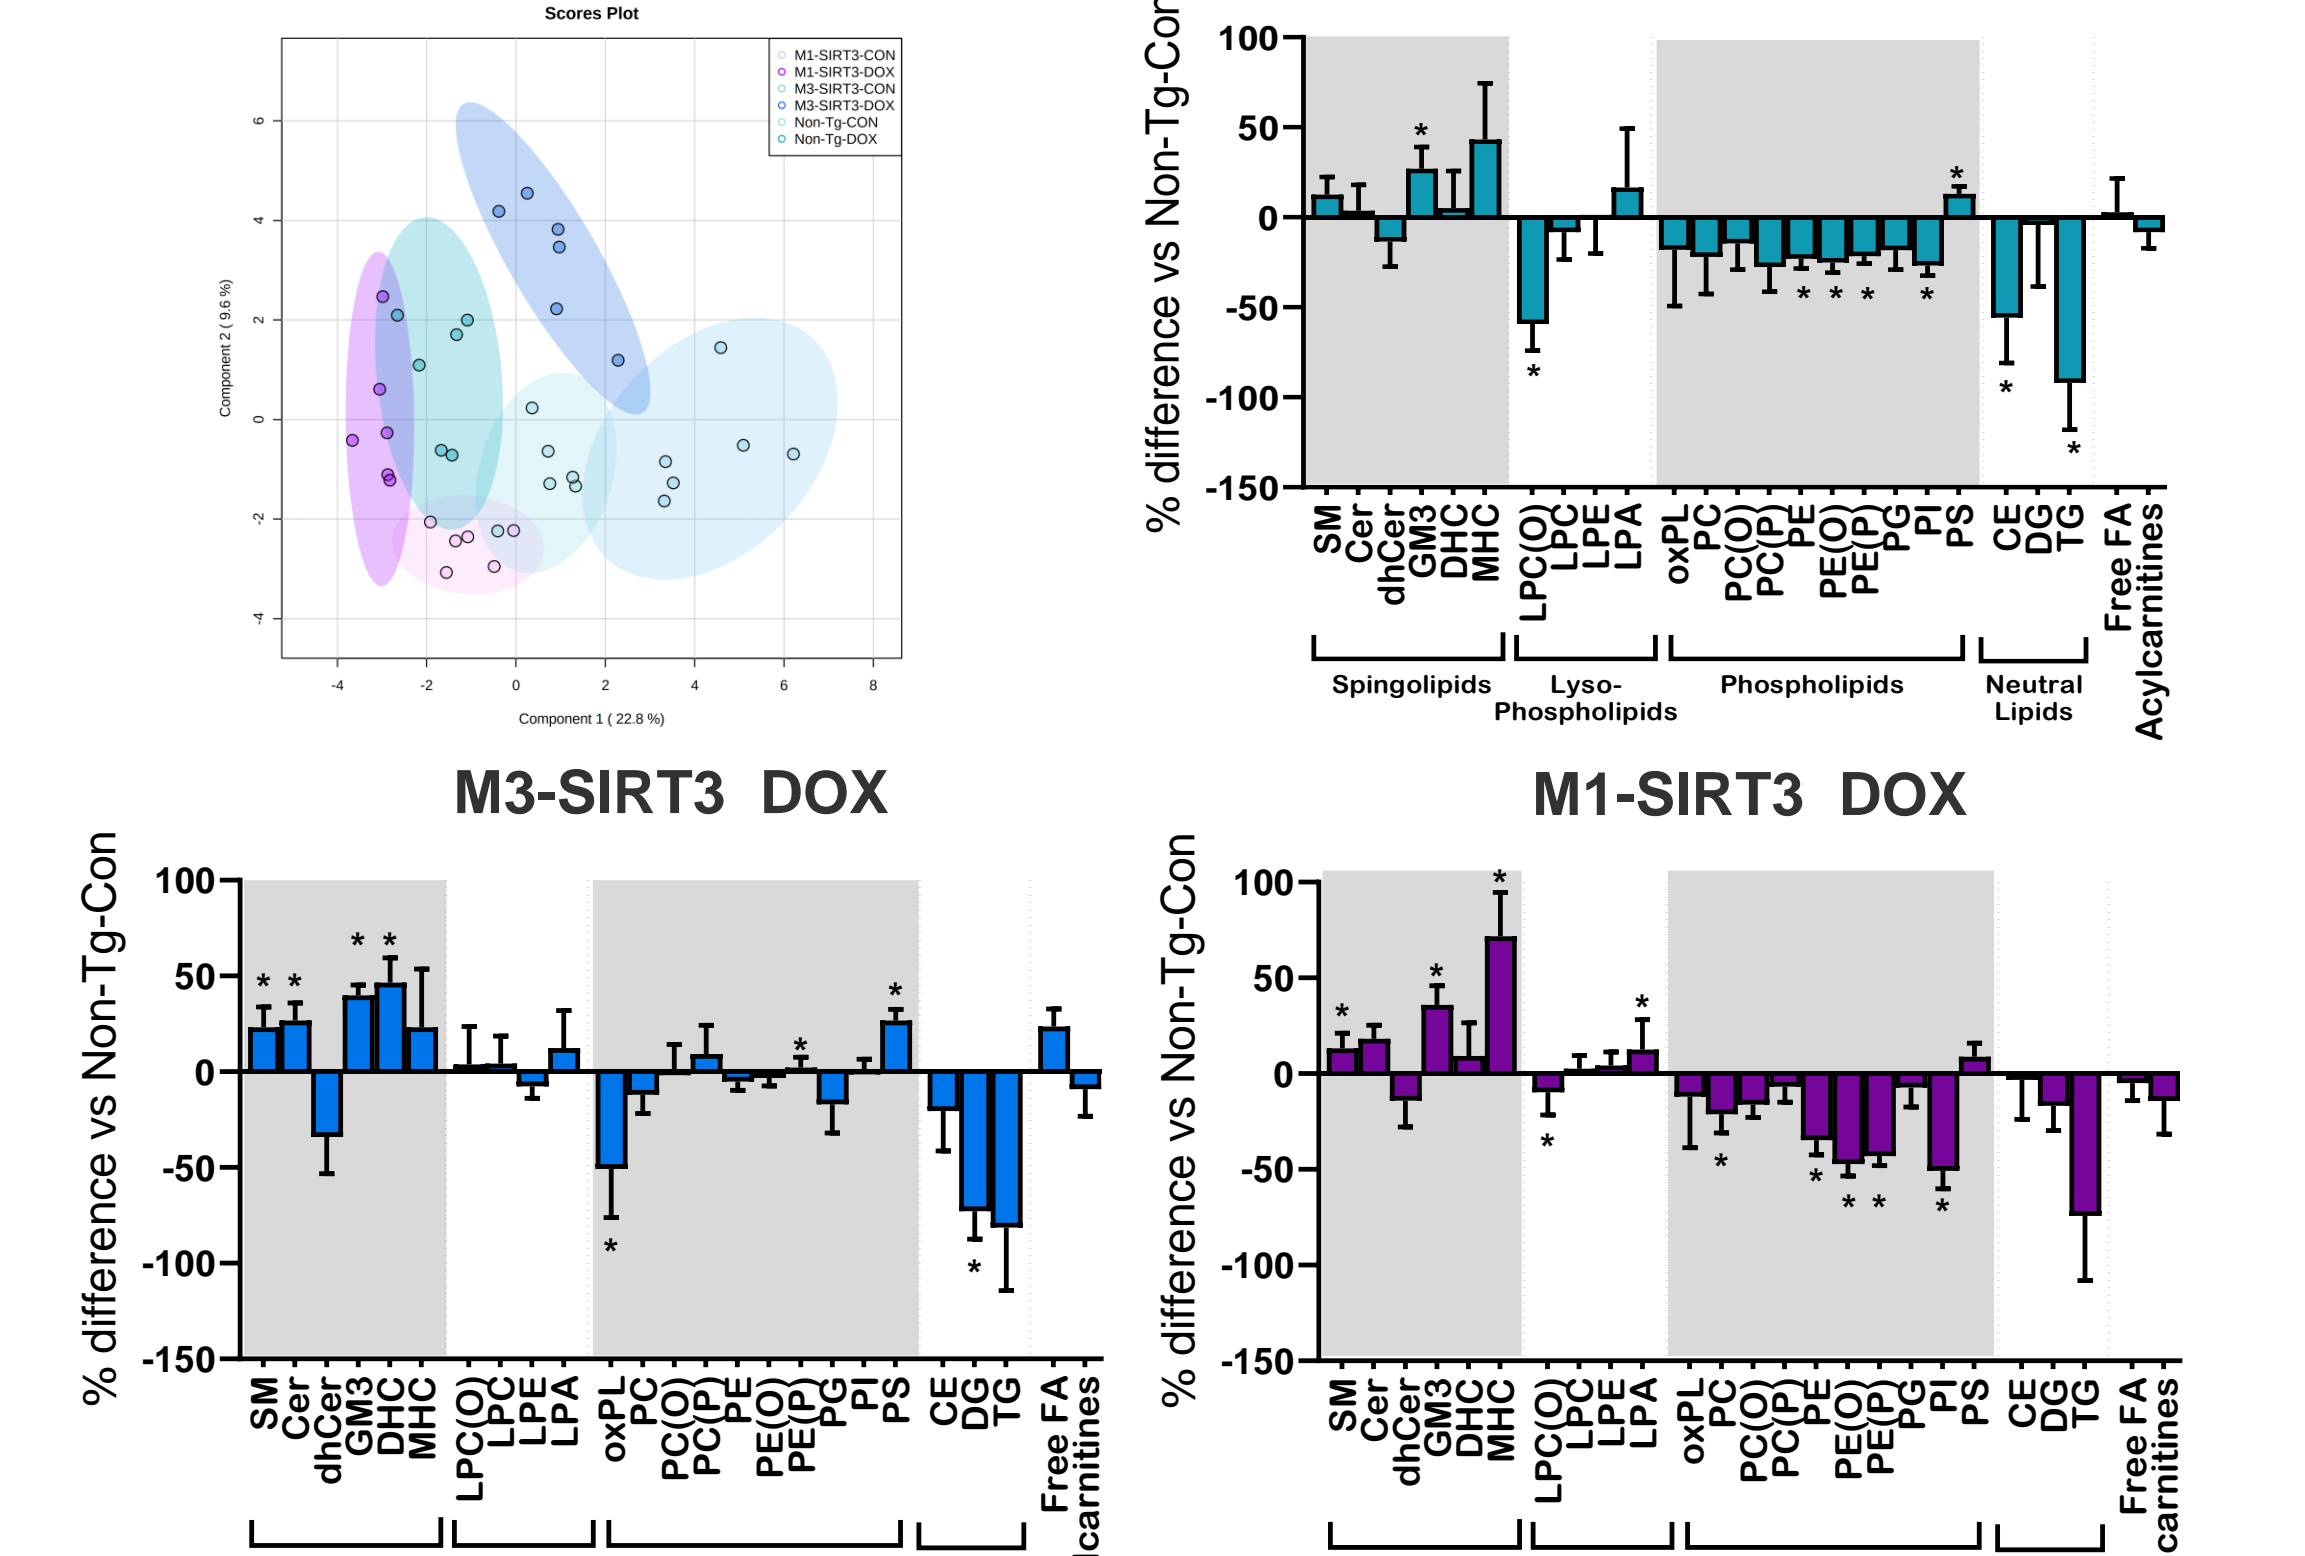 Scores Plot
M1-SIRT3-CON
M1-SIRT3-DOX
M3-SIRT3-CON
M3-SIRT3-DOX
Non-Tg-CON
Non-Tg-DOX
Component 2 ( 9.6 %)
6
4
2
0
-2
-4
-4
-2
0
2
4
6
8
Component 1 ( 22.8 %)
% difference vs Non-Tg-Con
100
50
0
-50
-100
-150
*
*
*
*
*
*
*
*
*
SM
Cer
dhCer
GM3
DHC
MHC
LPC(O)
LPC
LPE
LPA
oxPL
PC
PC(O)
PC(P)
PE
PE(O)
PE(P)
PG
PI
PS
CE
DG
TG
Free FA
Acylcarnitines
Spingolipids
Lyso-
Phospholipids
Phospholipids
Neutral
Lipids
M3-SIRT3 DOX
% difference vs Non-Tg-Con
100
50
0
-50
-100
-150
* *
* *
*
*
*
*
SM
Cer
dhCer
GM3
DHC
MHC
LPC(O)
LPC
LPE
LPA
oxPL
PC
PC(O)
PC(P)
PE
PE(O)
PE(P)
PG
PI
PS
CE
DG
TG
Free FA
lcarnitines
M1-SIRT3 DOX
% difference vs Non-Tg-Con
100
50
0
-50
-100
-150
*
*
*
*
*
*
*
*
*
*
SM
Cer
dhCer
GM3
DHC
MHC
LPC(O)
LPC
LPE
LPA
oxPL
PC
PC(O)
PC(P)
PE
PE(O)
PE(P)
PG
PI
PS
CE
DG
TG
Free FA
carnitines